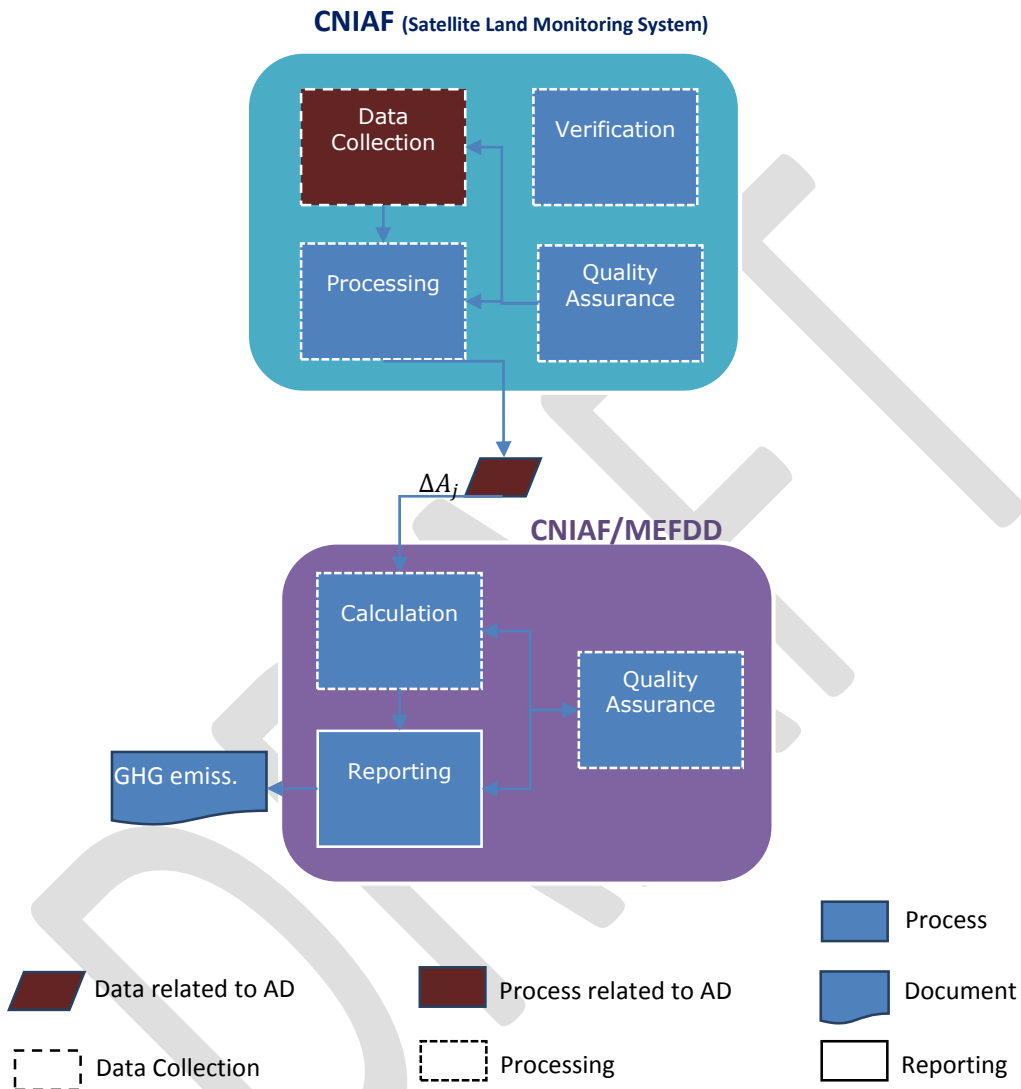 CNIAF (Satellite Land Monitoring System)
Data
Collection
Verification
Processing
Quality
Assurance
ΔA_j
CNIAF/MEFDD
Calculation
Quality
Assurance
Reporting
GHG emiss.
Process
Data related to AD
Process related to AD
Document
Data Collection
Processing
Reporting
DRAFT